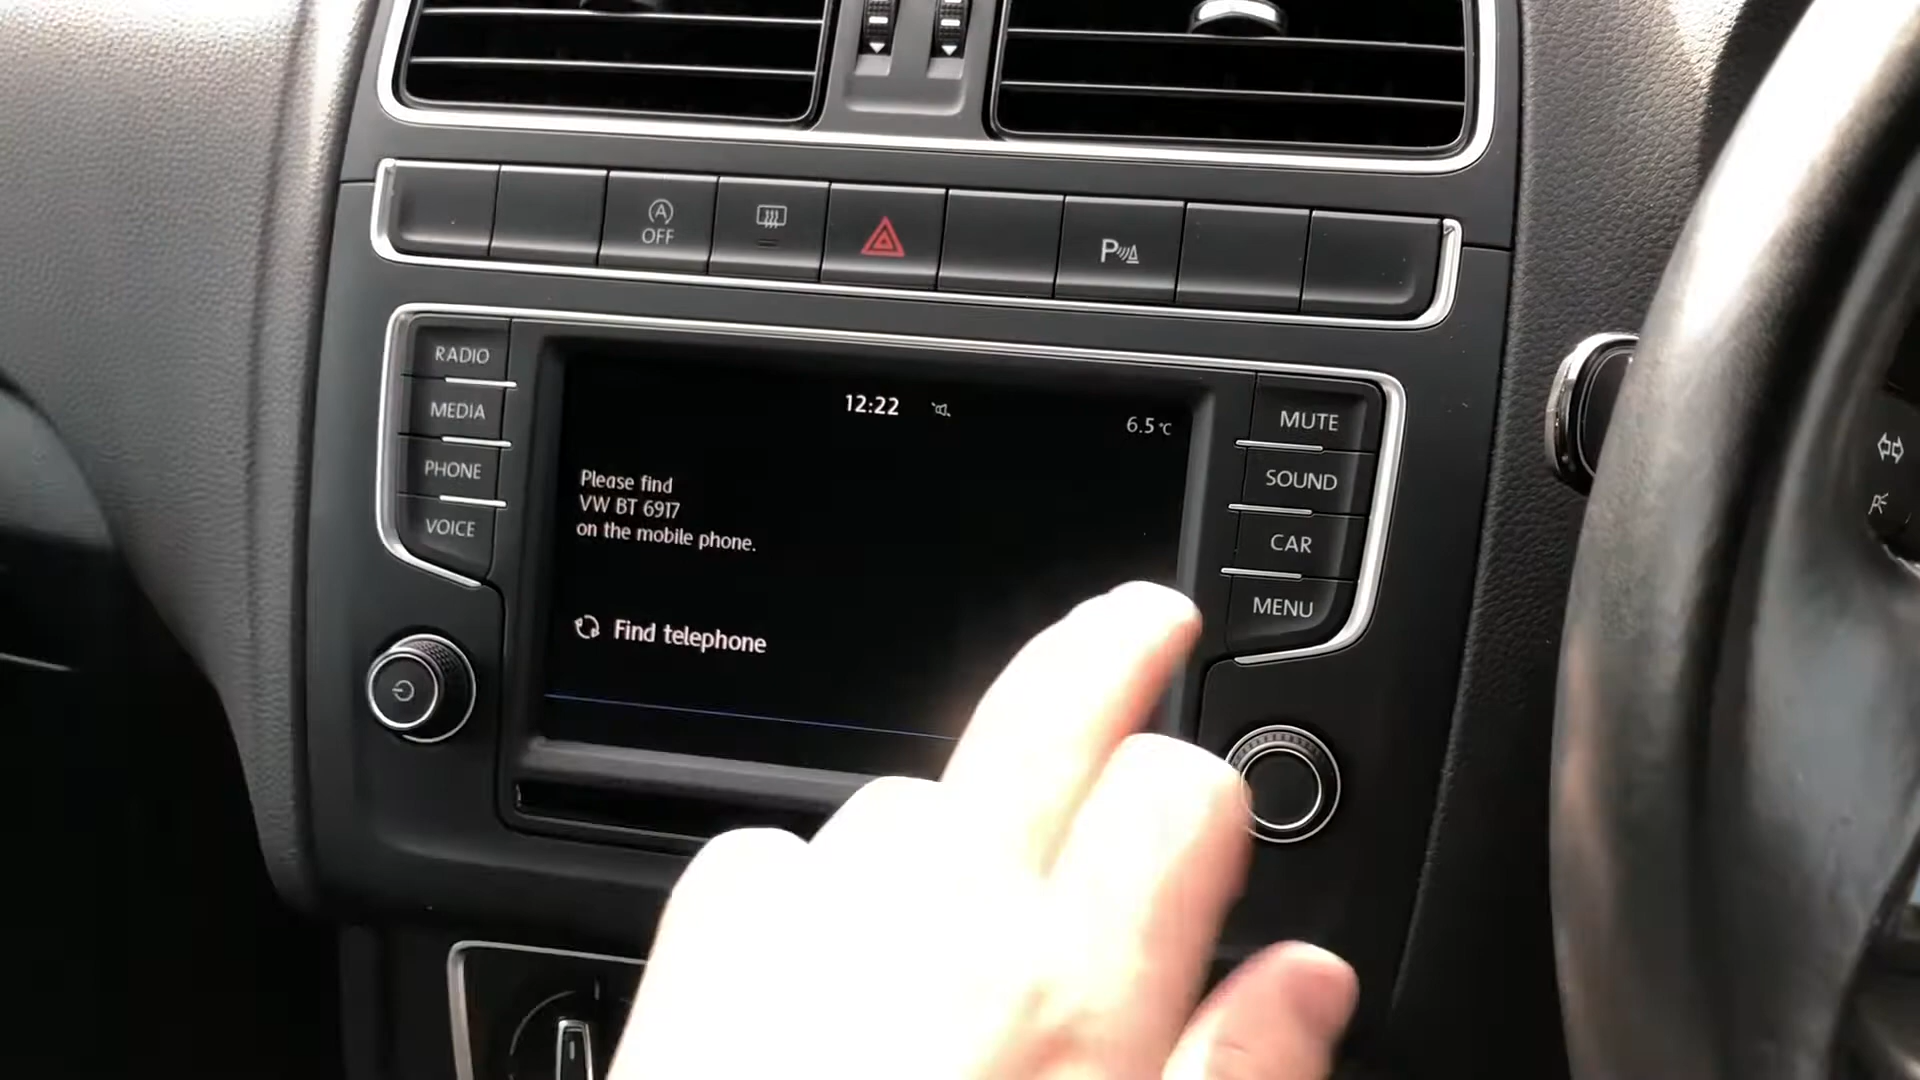 OFF
P
RADIO
MEDIA
PHONE
VOICE
12:22
6.5°C
Please find
VW BT 6917
on the mobile phone.
Find telephone
MUTE
SOUND
CAR
MENU